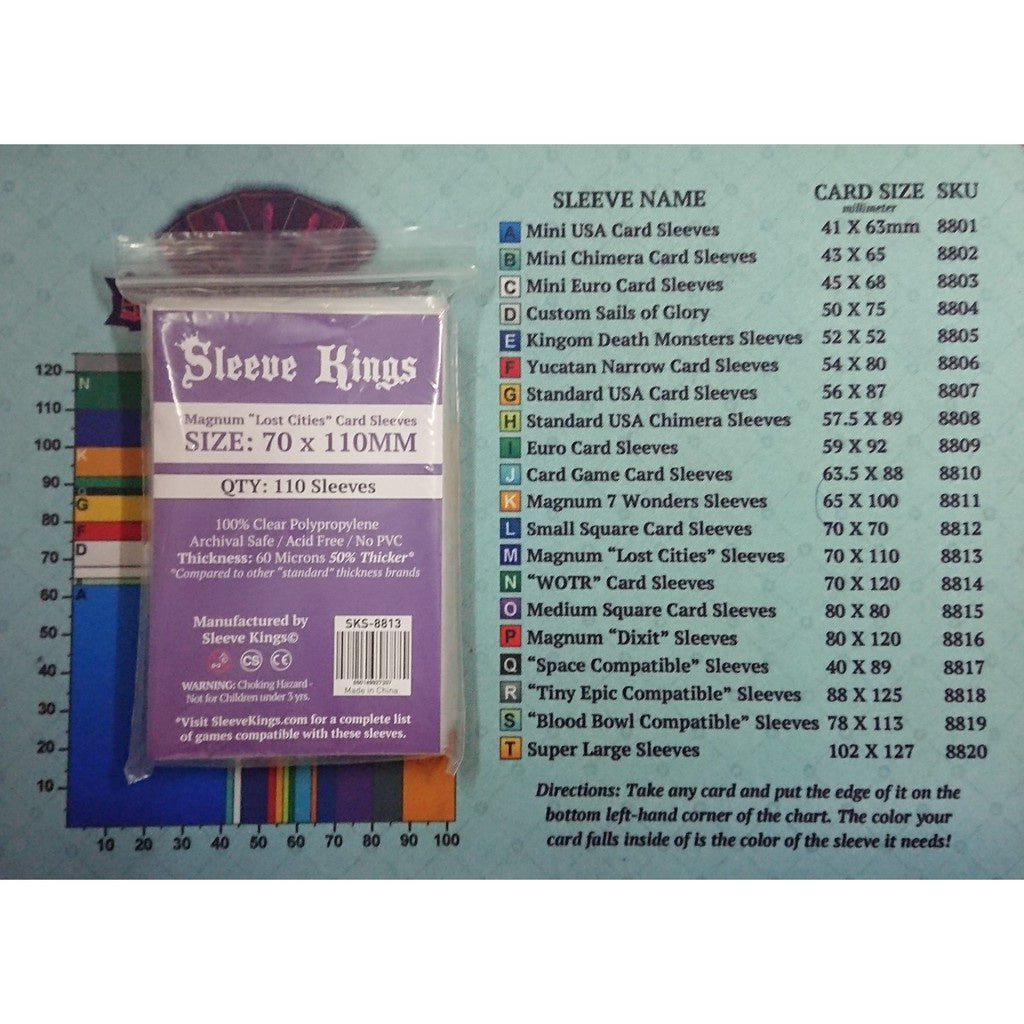 SLEEVE NAME CARD SIZE SKU
millimeter
A Mini USA Card Sleeves 41 X 63mm 8801
B Mini Chimera Card Sleeves 43 X 65 8802
C Mini Euro Card Sleeves 45 X 68 8803
D Custom Sails of Glory 50 X 75 8804
E Kingom Death Monsters Sleeves 52 X 52 8805
F Yucatan Narrow Card Sleeves 54 X 80 8806
G Standard USA Card Sleeves 56 X 87 8807
H Standard USA Chimera Sleeves 57.5 X 89 8808
I Euro Card Sleeves 59 X 92 8809
J Card Game Card Sleeves 63.5 X 88 8810
K Magnum 7 Wonders Sleeves 65 X 100 8811
L Small Square Card Sleeves 70 X 70 8812
M Magnum “Lost Cities” Sleeves 70 X 110 8813
N “WOTR” Card Sleeves 70 X 120 8814
O Medium Square Card Sleeves 80 X 80 8815
P Magnum “Dixit” Sleeves 80 X 120 8816
Q “Space Compatible” Sleeves 40 X 89 8817
R “Tiny Epic Compatible” Sleeves 88 X 125 8818
S “Blood Bowl Compatible” Sleeves 78 X 113 8819
T Super Large Sleeves 102 X 127 8820
Directions: Take any card and put the edge of it on the
bottom left-hand corner of the chart. The color your
card falls inside of is the color of the sleeve it needs!
Sleeve Kings
Magnum “Lost Cities” Card Sleeves
SIZE: 70 x 110MM
QTY: 110 Sleeves
100% Clear Polypropylene
Archival Safe / Acid Free / No PVC
Thickness: 60 Microns 50% Thicker*
*Compared to other “standard” thickness brands
Manufactured by
Sleeve Kings©
SKS-8813
Made in China
CS CE
WARNING: Choking Hazard -
Not for Children under 3 yrs.
*Visit SleeveKings.com for a complete list
of games compatible with these sleeves.
120
N
110
100
K
90
G
80
F
D
70
60
A
50
40
30
20
10
10 20 30 40 50 60 70 80 90 100